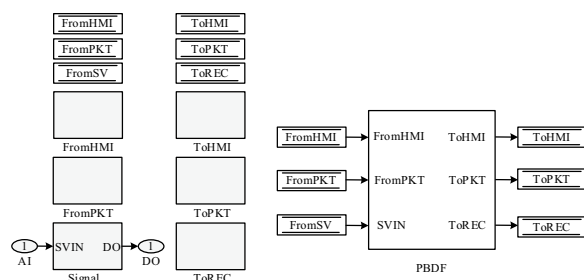 FromHMI ToHMI
FromPKT ToPKT
FromSV ToREC
FromHMI ToHMI
FromPKT ToPKT
1 SVIN DO 1
AI DO
Signal ToREC
FromHMI FromHMI ToHMI ToHMI
FromPKT FromPKT ToPKT ToPKT
FromSV SVIN ToREC ToREC
PBDF